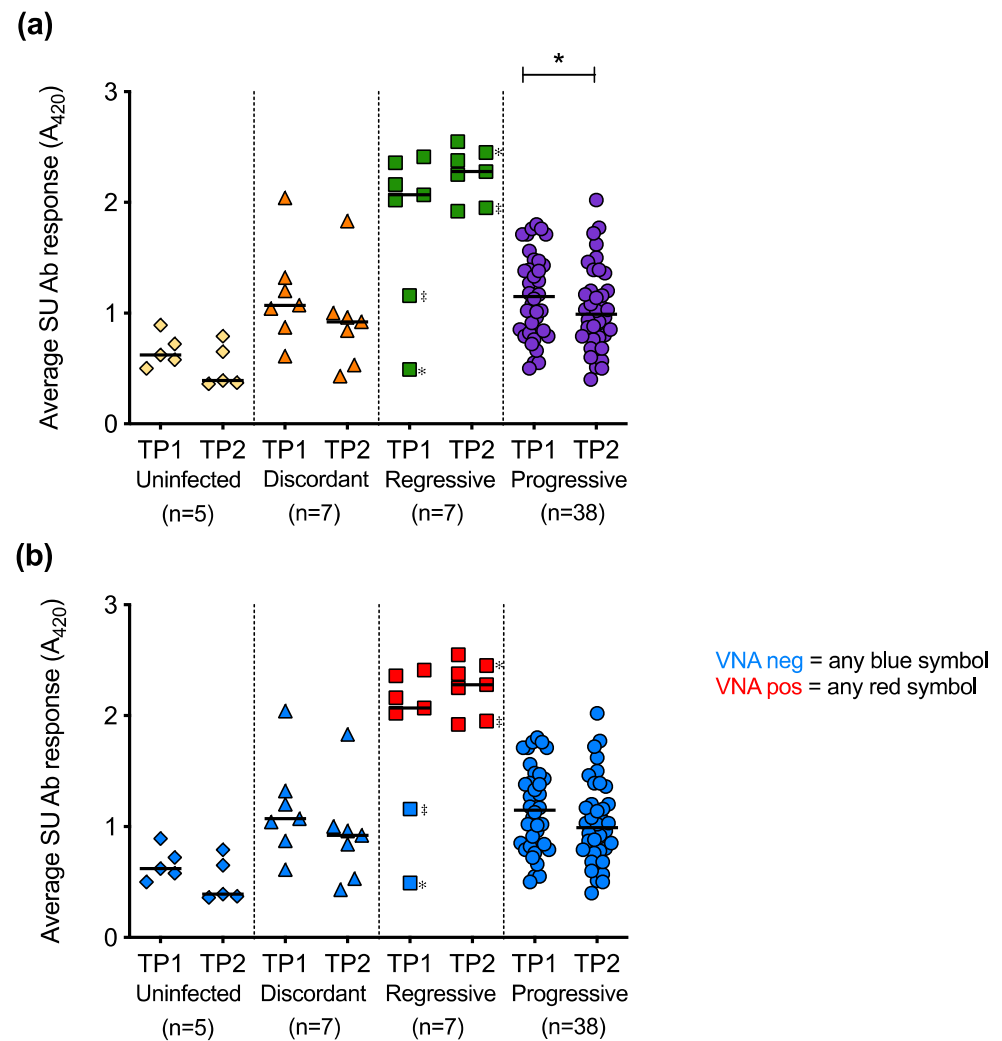 (a)
*
Average SU Ab response (A420)
3
2
1
0
*
‡
‡
*
TP1 TP2 TP1 TP2 TP1 TP2 TP1 TP2
Uninfected Discordant Regressive Progressive
(n=5) (n=7) (n=7) (n=38)
(b)
Average SU Ab response (A420)
3
2
1
0
*
‡
‡
*
VNA neg = any blue symbol
VNA pos = any red symbol
TP1 TP2 TP1 TP2 TP1 TP2 TP1 TP2
Uninfected Discordant Regressive Progressive
(n=5) (n=7) (n=7) (n=38)